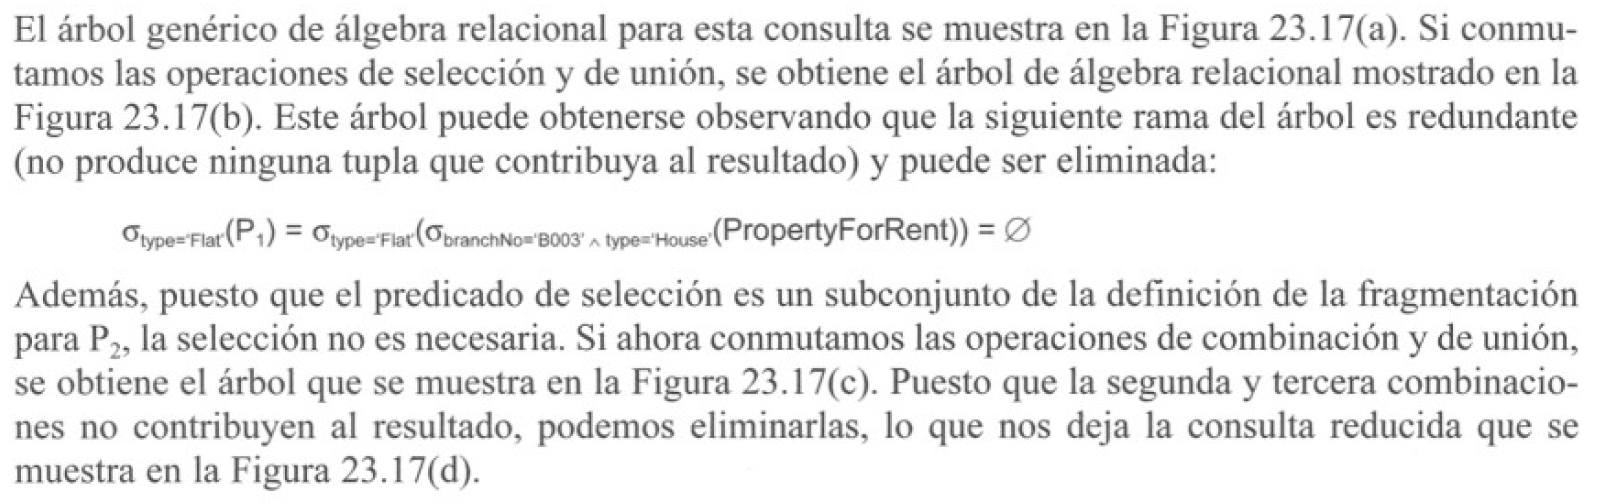 El árbol genérico de álgebra relacional para esta consulta se muestra en la Figura 23.17(a). Si conmu-
tamos las operaciones de selección y de unión, se obtiene el árbol de álgebra relacional mostrado en la
Figura 23.17(b). Este árbol puede obtenerse observando que la siguiente rama del árbol es redundante
(no produce ninguna tupla que contribuya al resultado) y puede ser eliminada:
σtype='Flat'(P₁) = σtype='Flat'(σbranchNo='B003' ∧ type='House'(PropertyForRent)) = ∅
Además, puesto que el predicado de selección es un subconjunto de la definición de la fragmentación
para P₂, la selección no es necesaria. Si ahora conmutamos las operaciones de combinación y de unión,
se obtiene el árbol que se muestra en la Figura 23.17(c). Puesto que la segunda y tercera combinacio-
nes no contribuyen al resultado, podemos eliminarlas, lo que nos deja la consulta reducida que se
muestra en la Figura 23.17(d).